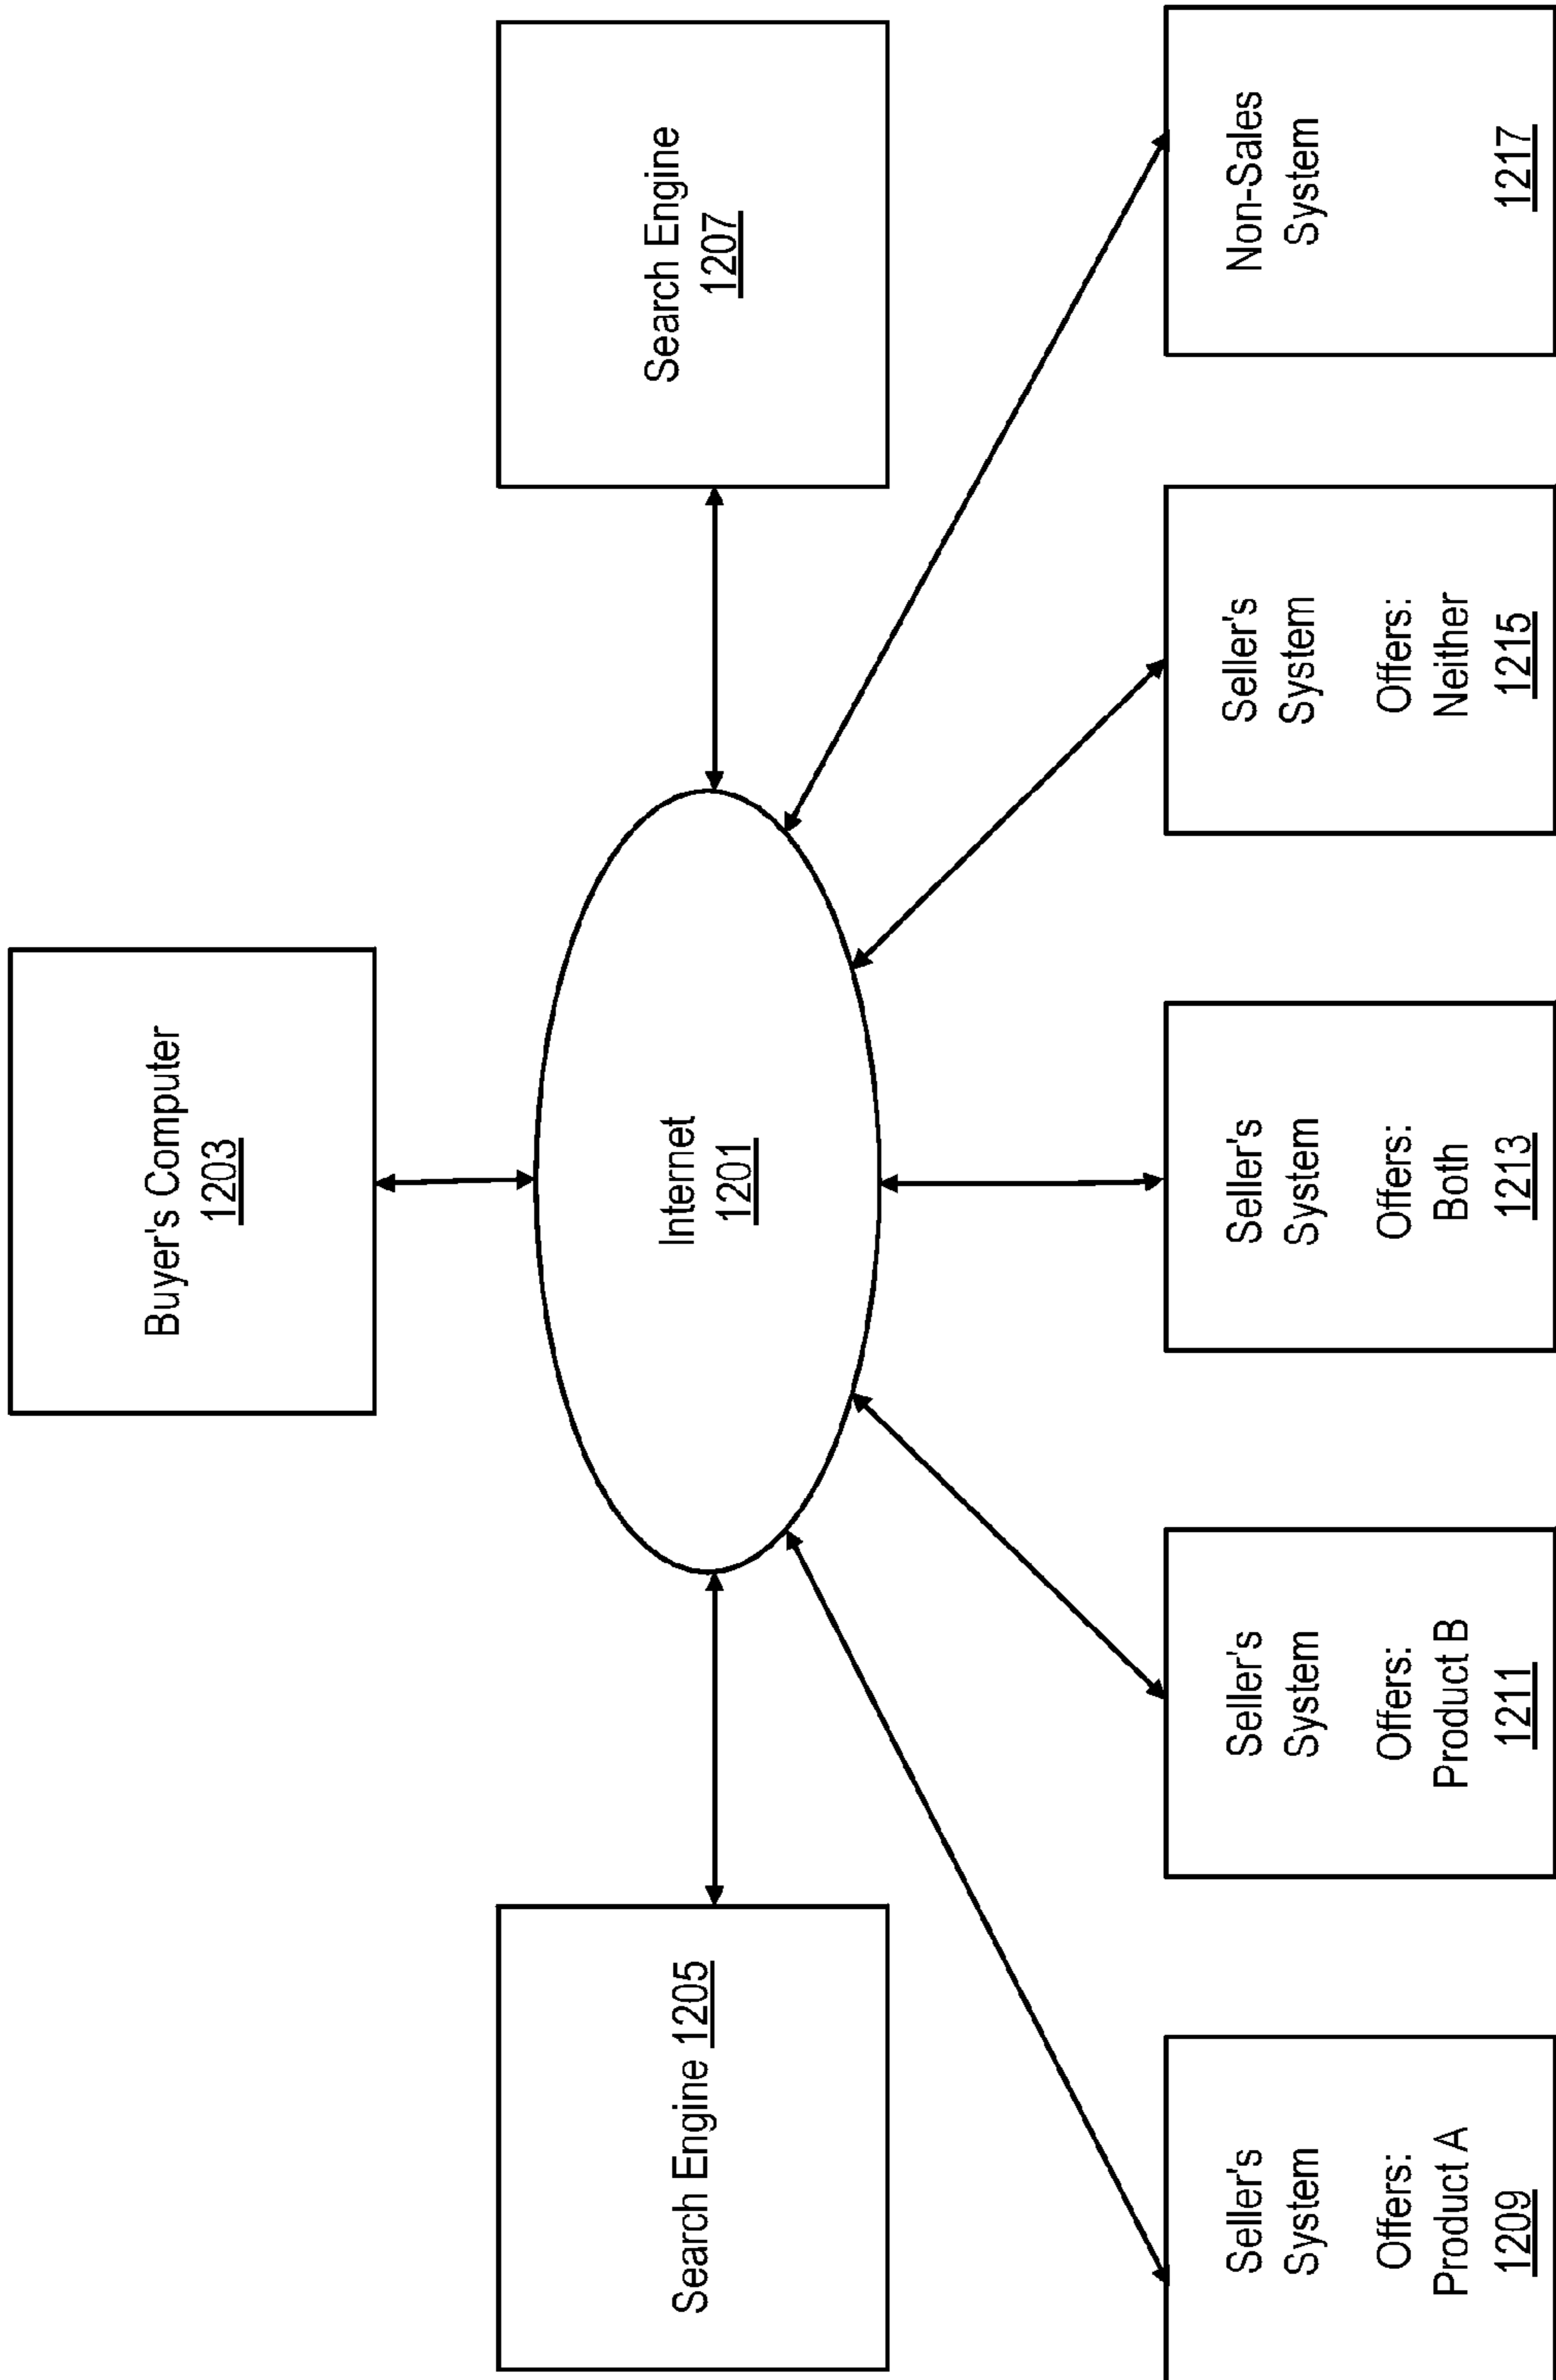 Buyer's Computer
1203
Search Engine 1205
Internet
1201
Search Engine
1207
Seller's
System
Offers:
Product A
1209
Seller's
System
Offers:
Product B
1211
Seller's
System
Offers:
Both
1213
Seller's
System
Offers:
Neither
1215
Non-Sales
System
1217